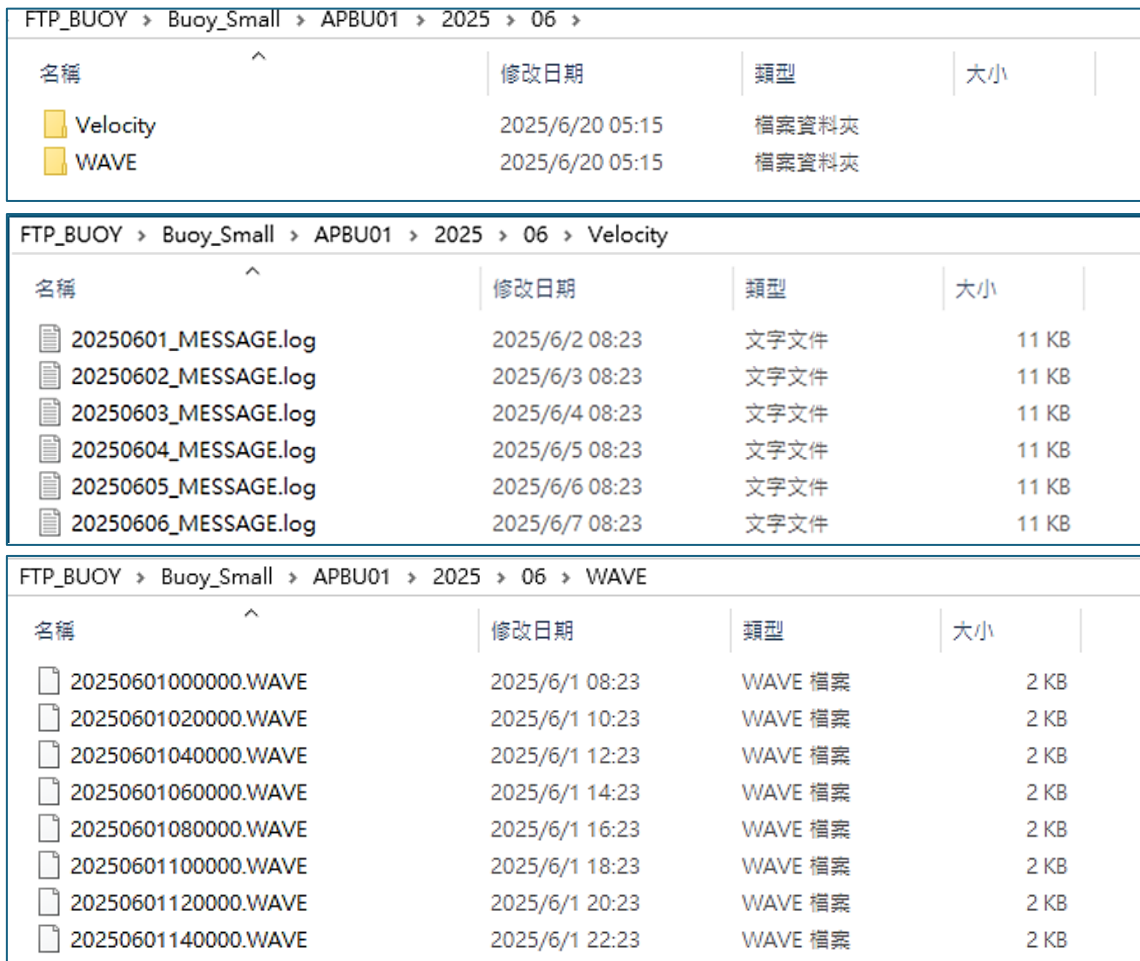 FTP_BUOY > Buoy_Small > APBU01 > 2025 > 06 >
名稱 修改日期 類型 大小
Velocity 2025/6/20 05:15 檔案資料夾
WAVE 2025/6/20 05:15 檔案資料夾
FTP_BUOY > Buoy_Small > APBU01 > 2025 > 06 > Velocity
名稱 修改日期 類型 大小
20250601_MESSAGE.log 2025/6/2 08:23 文字文件 11 KB
20250602_MESSAGE.log 2025/6/3 08:23 文字文件 11 KB
20250603_MESSAGE.log 2025/6/4 08:23 文字文件 11 KB
20250604_MESSAGE.log 2025/6/5 08:23 文字文件 11 KB
20250605_MESSAGE.log 2025/6/6 08:23 文字文件 11 KB
20250606_MESSAGE.log 2025/6/7 08:23 文字文件 11 KB
FTP_BUOY > Buoy_Small > APBU01 > 2025 > 06 > WAVE
名稱 修改日期 類型 大小
20250601000000.WAVE 2025/6/1 08:23 WAVE 檔案 2 KB
20250601020000.WAVE 2025/6/1 10:23 WAVE 檔案 2 KB
20250601040000.WAVE 2025/6/1 12:23 WAVE 檔案 2 KB
20250601060000.WAVE 2025/6/1 14:23 WAVE 檔案 2 KB
20250601080000.WAVE 2025/6/1 16:23 WAVE 檔案 2 KB
20250601100000.WAVE 2025/6/1 18:23 WAVE 檔案 2 KB
20250601120000.WAVE 2025/6/1 20:23 WAVE 檔案 2 KB
20250601140000.WAVE 2025/6/1 22:23 WAVE 檔案 2 KB